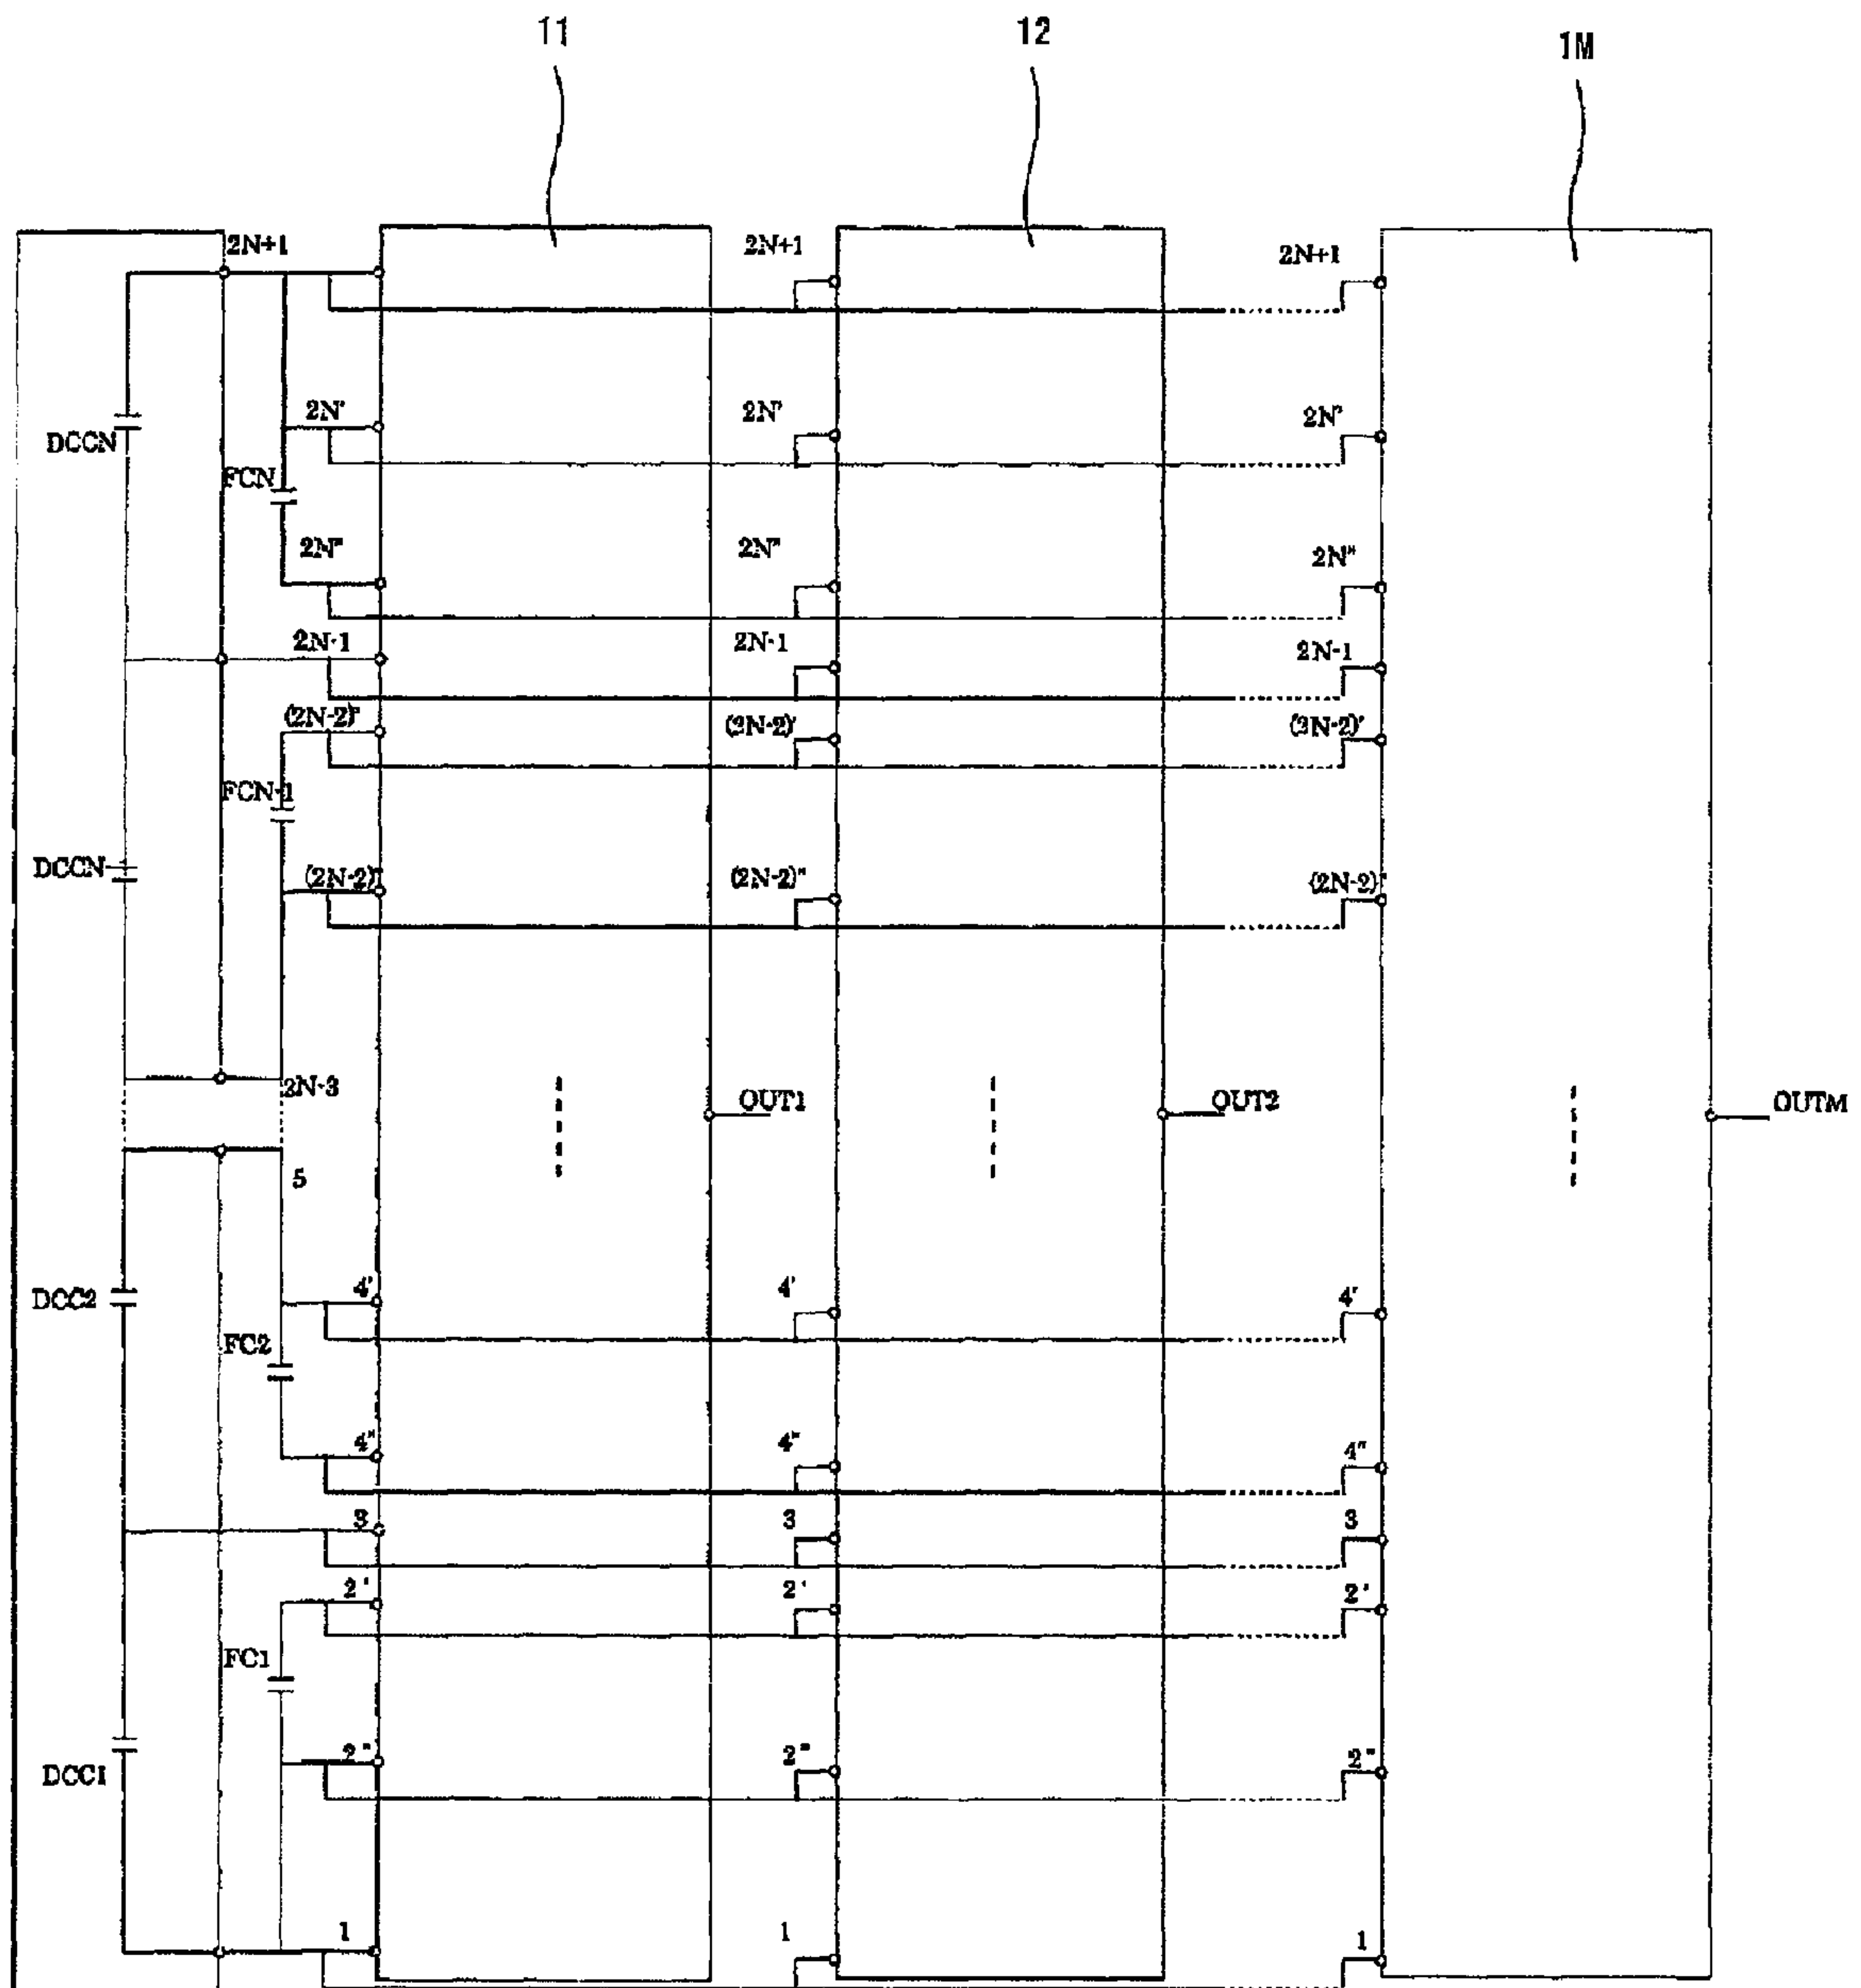 11 12 1M
2N+1 2N+1 2N+1
2N' 2N' 2N'
DCCN
FCN
2N" 2N" 2N"
2N-1 2N-1 2N-1
(2N-2)' (2N-2)' (2N-2)'
FCN-1
DCCN
(2N-2)" (2N-2)" (2N-2)"
2N-3
OUT1 OUT2 OUTM
5
4' 4' 4'
DCC2
FC2
4" 4" 4"
3 3 3
2' 2' 2'
FC1
2" 2" 2"
DCC1
1 1 1